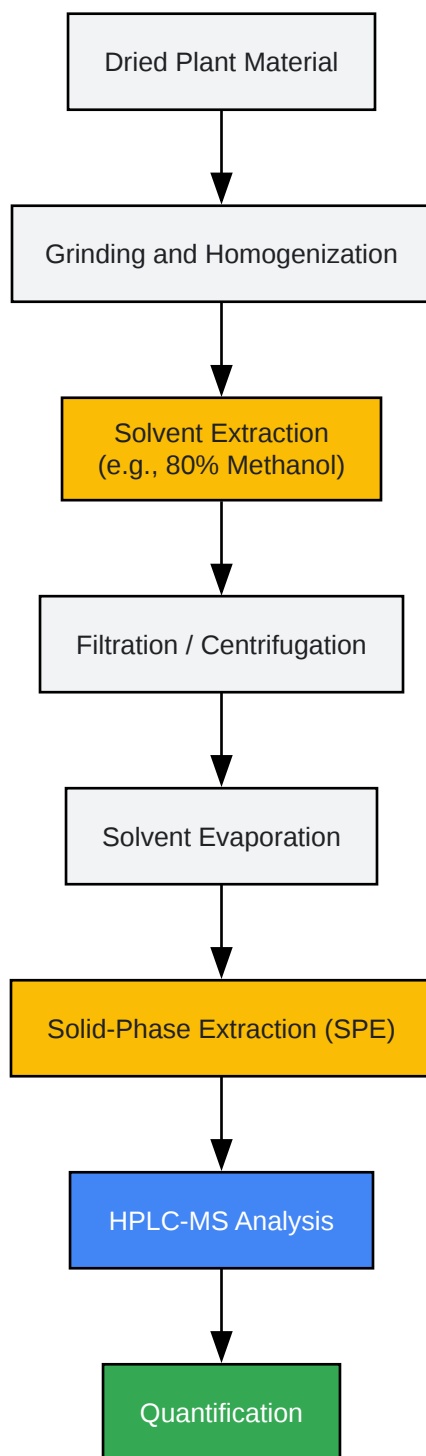 Dried Plant Material
Grinding and Homogenization
Solvent Extraction
(e.g., 80% Methanol)
Filtration / Centrifugation
Solvent Evaporation
Solid-Phase Extraction (SPE)
HPLC-MS Analysis
Quantification